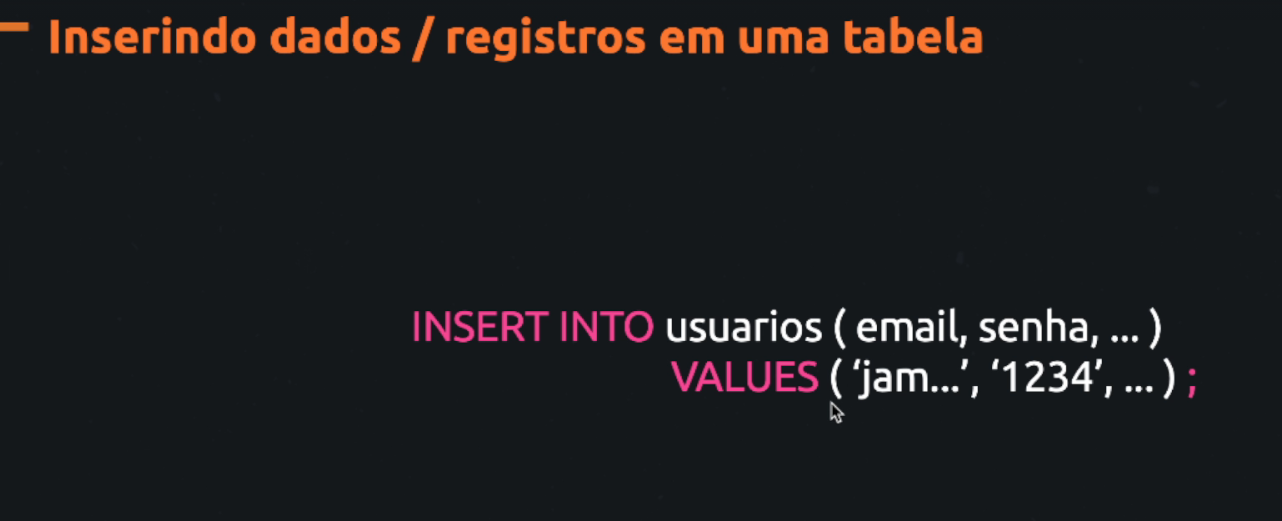 Inserindo dados / registros em uma tabela
INSERT INTO usuarios ( email, senha, ... )
VALUES ( ‘jam...’, ‘1234’, ... ) ;